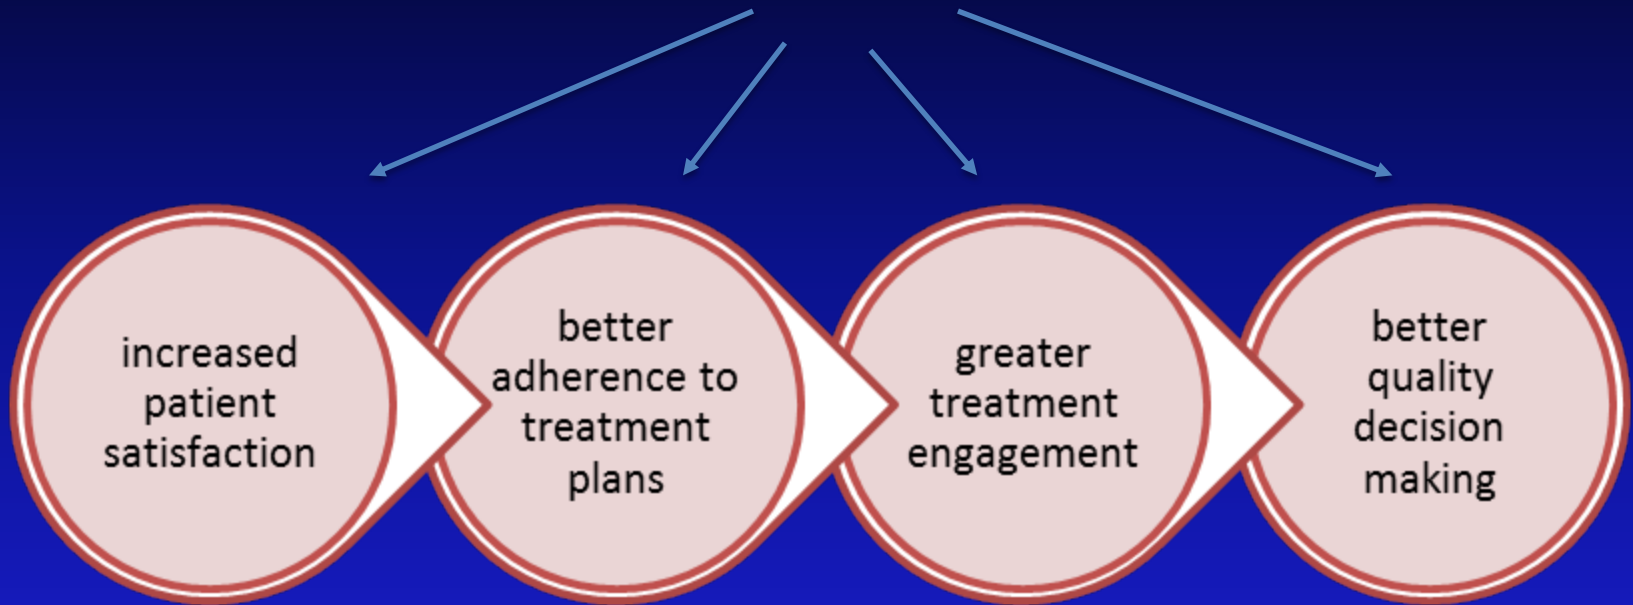 increased
patient
satisfaction
better
adherence to
treatment
plans
greater
treatment
engagement
better
quality
decision
making